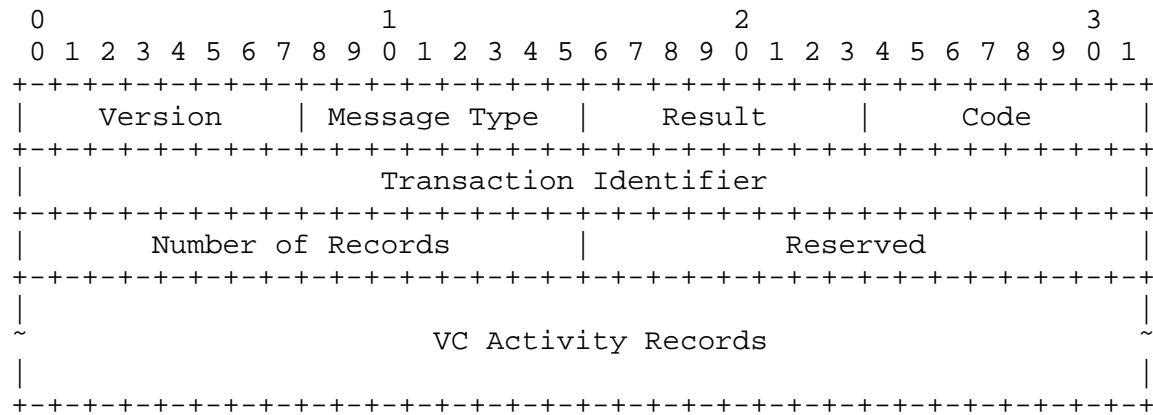 0                   1                   2                   3
 0 1 2 3 4 5 6 7 8 9 0 1 2 3 4 5 6 7 8 9 0 1 2 3 4 5 6 7 8 9 0 1
+-+-+-+-+-+-+-+-+-+-+-+-+-+-+-+-+-+-+-+-+-+-+-+-+-+-+-+-+-+-+-+-+
|    Version    | Message Type  |    Result     |     Code      |
+-+-+-+-+-+-+-+-+-+-+-+-+-+-+-+-+-+-+-+-+-+-+-+-+-+-+-+-+-+-+-+-+
|                    Transaction Identifier                     |
+-+-+-+-+-+-+-+-+-+-+-+-+-+-+-+-+-+-+-+-+-+-+-+-+-+-+-+-+-+-+-+-+
|       Number of Records       |           Reserved            |
+-+-+-+-+-+-+-+-+-+-+-+-+-+-+-+-+-+-+-+-+-+-+-+-+-+-+-+-+-+-+-+-+
|                                                               |
~                       VC Activity Records                     ~
|                                                               |
+-+-+-+-+-+-+-+-+-+-+-+-+-+-+-+-+-+-+-+-+-+-+-+-+-+-+-+-+-+-+-+-+